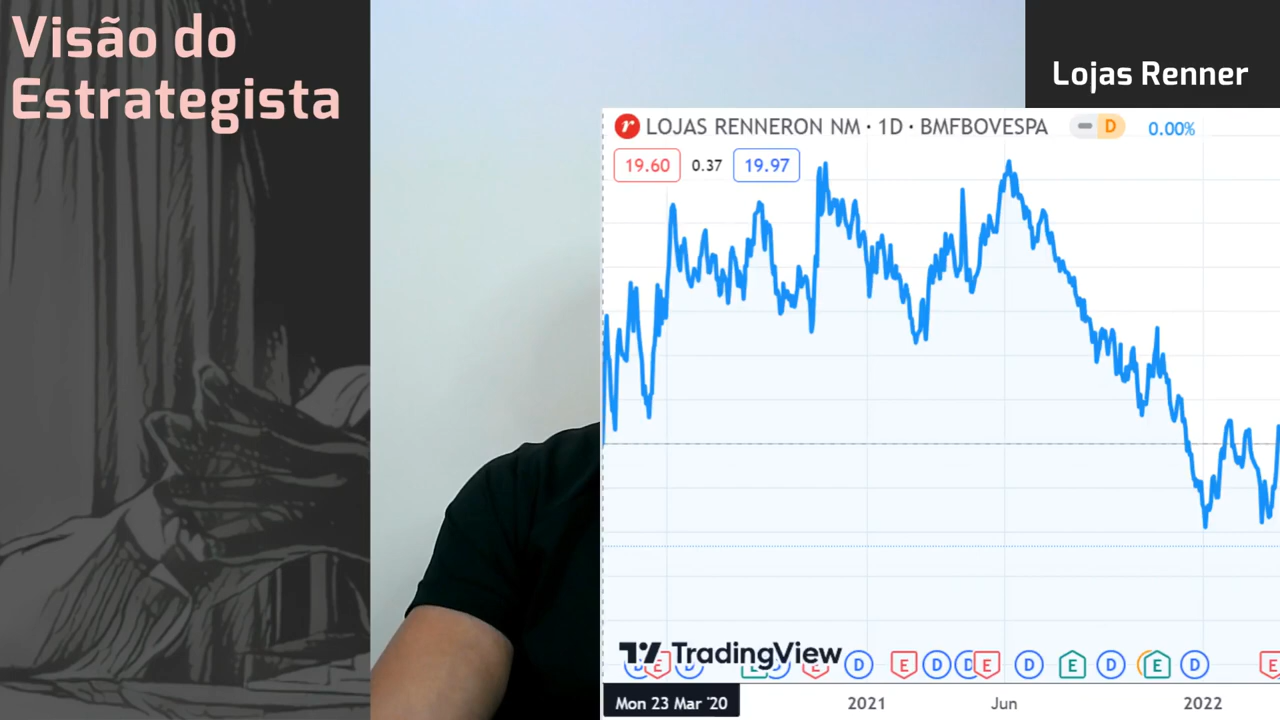 Visão do
Estrategista
Lojas Renner
LOJAS RENNERON NM · 1D · BMFBOVESPA
D
0.00%
19.60
0.37
19.97
TradingView
D E D E D E D E D D E D E D E D E
Mon 23 Mar '20
2021
Jun
2022